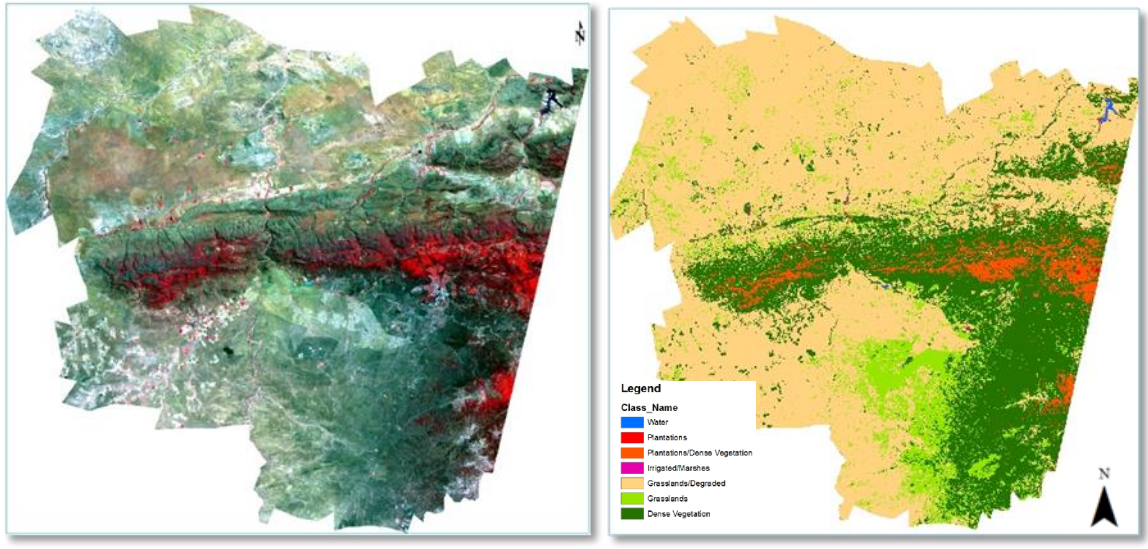 N
Legend
Class_Name
Water
Plantations
Plantations/Dense Vegetation
Irrigated/Marshes
Grasslands/Degraded
Grasslands
Dense Vegetation
N